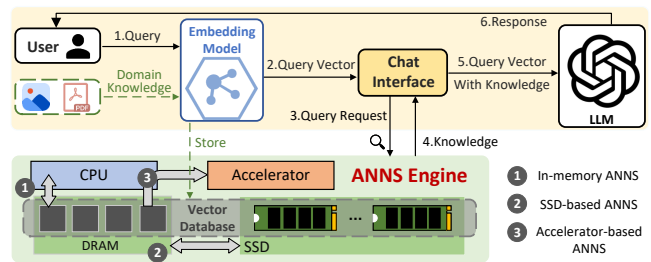 6.Response
User
1.Query
Embedding
Model
2.Query Vector
Chat
Interface
5.Query Vector
With Knowledge
LLM
Domain
Knowledge
PDF
3.Query Request
4.Knowledge
Store
CPU
Accelerator
ANNS Engine
1
3
Vector
Database
...
DRAM
2
SSD
1 In-memory ANNS
2 SSD-based ANNS
3 Accelerator-based
ANNS